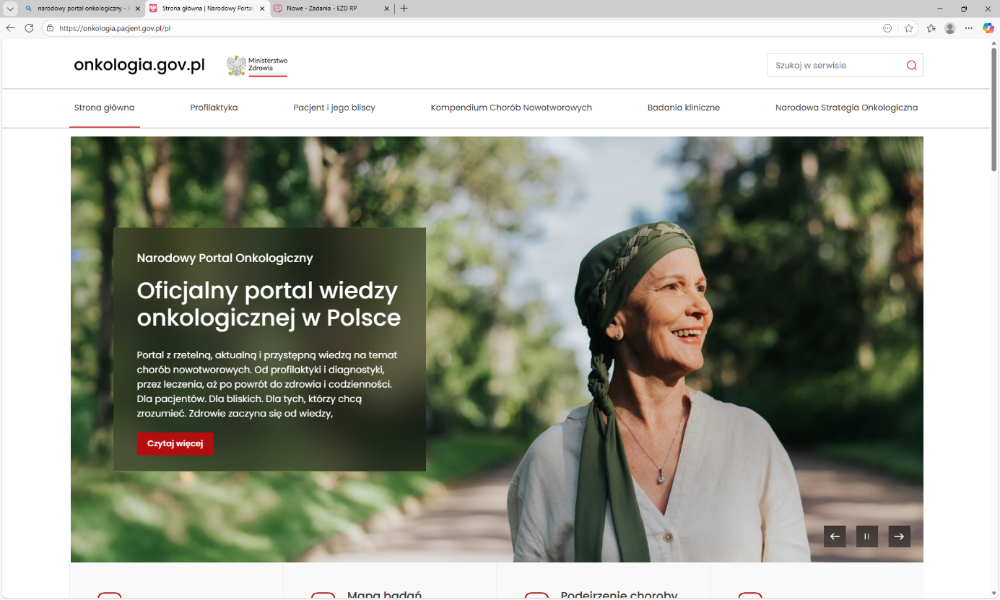 narodowy portal onkologiczny -
Strona główna | Narodowy Portal
Nowe - Zadania - EZD RP
https://onkologia.pacjent.gov.pl/pl
onkologia.gov.pl
Ministerstwo
Zdrowia
Szukaj w serwisie
Strona główna
Profilaktyka
Pacjent i jego bliscy
Kompendium Chorób Nowotworowych
Badania kliniczne
Narodowa Strategia Onkologiczna
Narodowy Portal Onkologiczny
Oficjalny portal wiedzy
onkologicznej w Polsce
Portal z rzetelną, aktualną i przystępną wiedzą na temat
chorób nowotworowych. Od profilaktyki i diagnostyki,
przez leczenia, aż po powrót do zdrowia i codzienności.
Dla pacjentów. Dla bliskich. Dla tych, którzy chcą
zrozumieć. Zdrowie zaczyna się od wiedzy,
Czytaj więcej
Mapa badań
Podejrzenie choroby